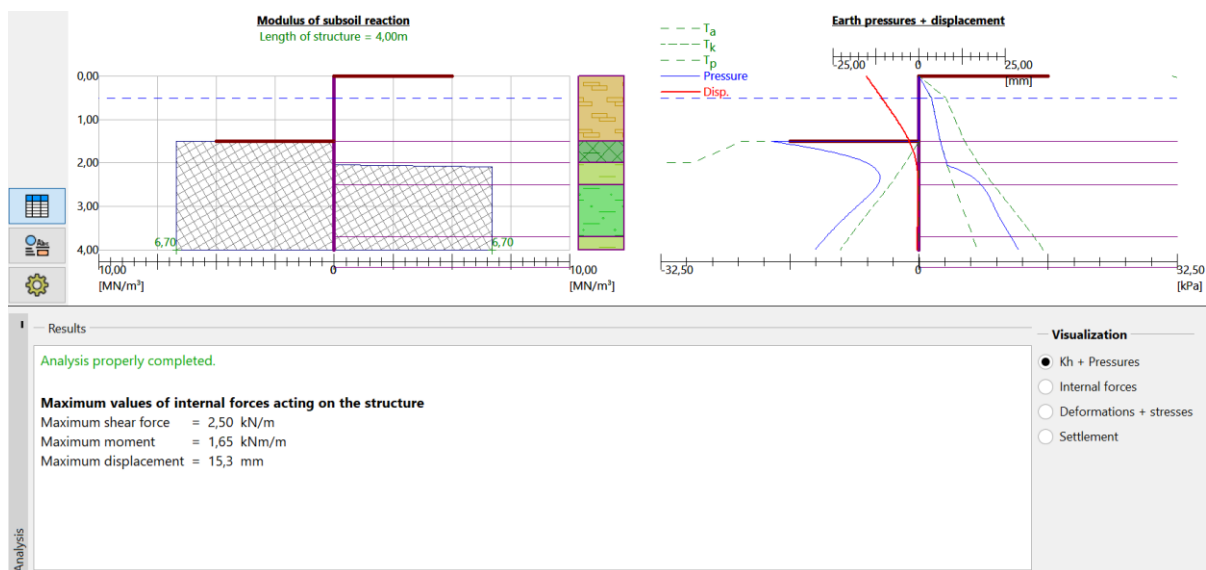 Modulus of subsoil reaction
Length of structure = 4,00m
0,00
1,00
2,00
3,00
4,00
6,70
6,70
10,00
0
10,00
[MN/m³]
[MN/m³]
Earth pressures + displacement
Ta
Tk
Tp
Pressure
Disp.
-25,00
0
25,00
[mm]
-32,50
0
32,50
[kPa]
Analysis
Results
Analysis properly completed.
Maximum values of internal forces acting on the structure
Maximum shear force = 2,50 kN/m
Maximum moment = 1,65 kNm/m
Maximum displacement = 15,3 mm
Visualization
Kh + Pressures
Internal forces
Deformations + stresses
Settlement